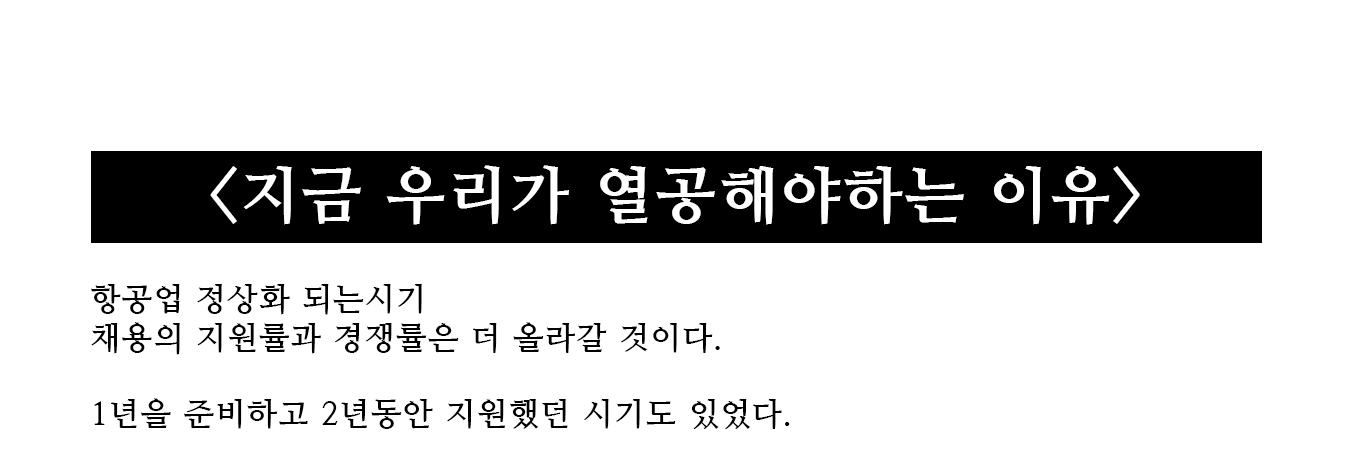 <지금 우리가 열공해야하는 이유>
항공업 정상화 되는시기
채용의 지원률과 경쟁률은 더 올라갈 것이다.
1년을 준비하고 2년동안 지원했던 시기도 있었다.